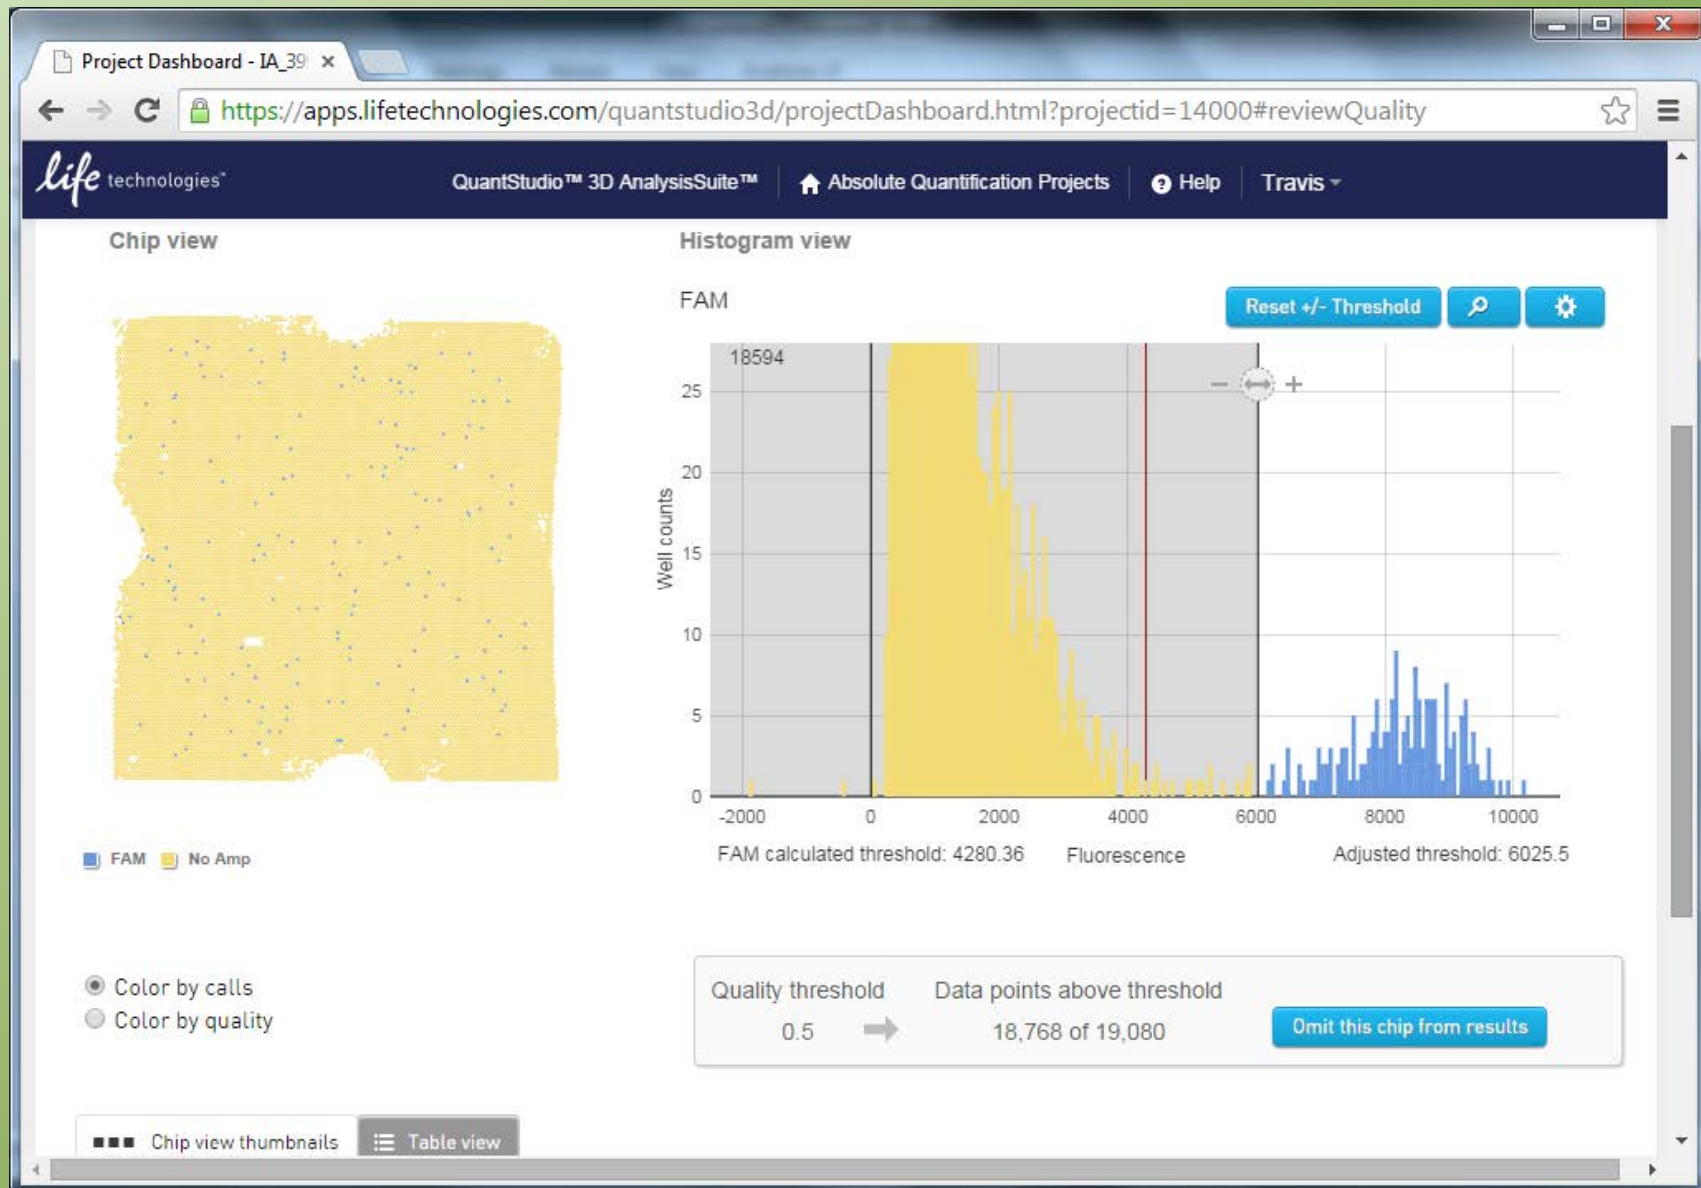 Project Dashboard - IA_39
https://apps.lifetechnologies.com/quantstudio3d/projectDashboard.html?projectid=14000#reviewQuality
life technologies™
QuantStudio™ 3D AnalysisSuite™
Absolute Quantification Projects
? Help
Travis
Chip view
Histogram view
FAM
Reset +/- Threshold
18594
− +
25
20
15
10
5
0
Well counts
-2000 0 2000 4000 6000 8000 10000
FAM calculated threshold: 4280.36 Fluorescence Adjusted threshold: 6025.5
FAM No Amp
Color by calls
Color by quality
Quality threshold Data points above threshold
0.5 18,768 of 19,080
Omit this chip from results
Chip view thumbnails Table view